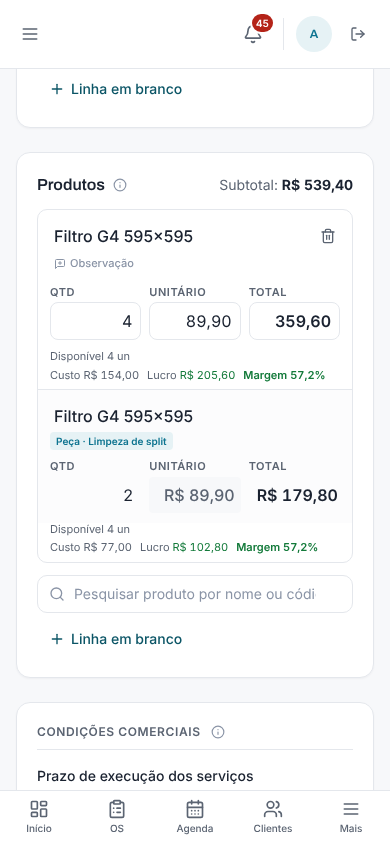 45
A
+ Linha em branco
Produtos
Subtotal: R$ 539,40
Filtro G4 595×595
Observação
QTD UNITÁRIO TOTAL
4 89,90 359,60
Disponível 4 un
Custo R$ 154,00 Lucro R$ 205,60 Margem 57,2%
Filtro G4 595×595
Peça · Limpeza de split
QTD UNITÁRIO TOTAL
2 R$ 89,90 R$ 179,80
Disponível 4 un
Custo R$ 77,00 Lucro R$ 102,80 Margem 57,2%
Pesquisar produto por nome ou códi
+ Linha em branco
CONDIÇÕES COMERCIAIS
Prazo de execução dos serviços
Início OS Agenda Clientes Mais